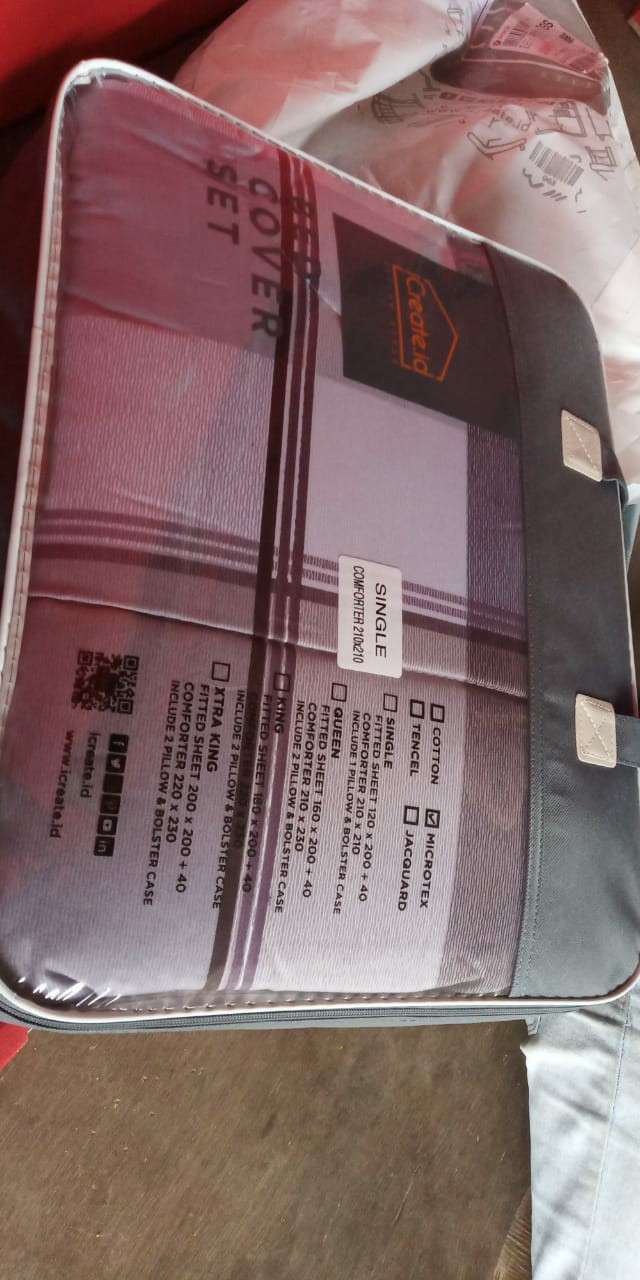 BED
COVER
SET
iCreate.id
SINGLE
COMFORTER 210x210
COTTON
MICROTEX
TENCEL
JACQUARD
SINGLE
FITTED SHEET 120 x 200 + 40
COMFORTER 210 x 210
INCLUDE 1 PILLOW & BOLSTER CASE
QUEEN
FITTED SHEET 160 x 200 + 40
COMFORTER 210 x 230
INCLUDE 2 PILLOW & BOLSTER CASE
KING
FITTED SHEET 180 x 200 + 40
INCLUDE 2 PILLOW & BOLSTER CASE
XTRA KING
FITTED SHEET 200 x 200 + 40
COMFORTER 220 x 230
INCLUDE 2 PILLOW & BOLSTER CASE
icreate.id
www.icreate.id